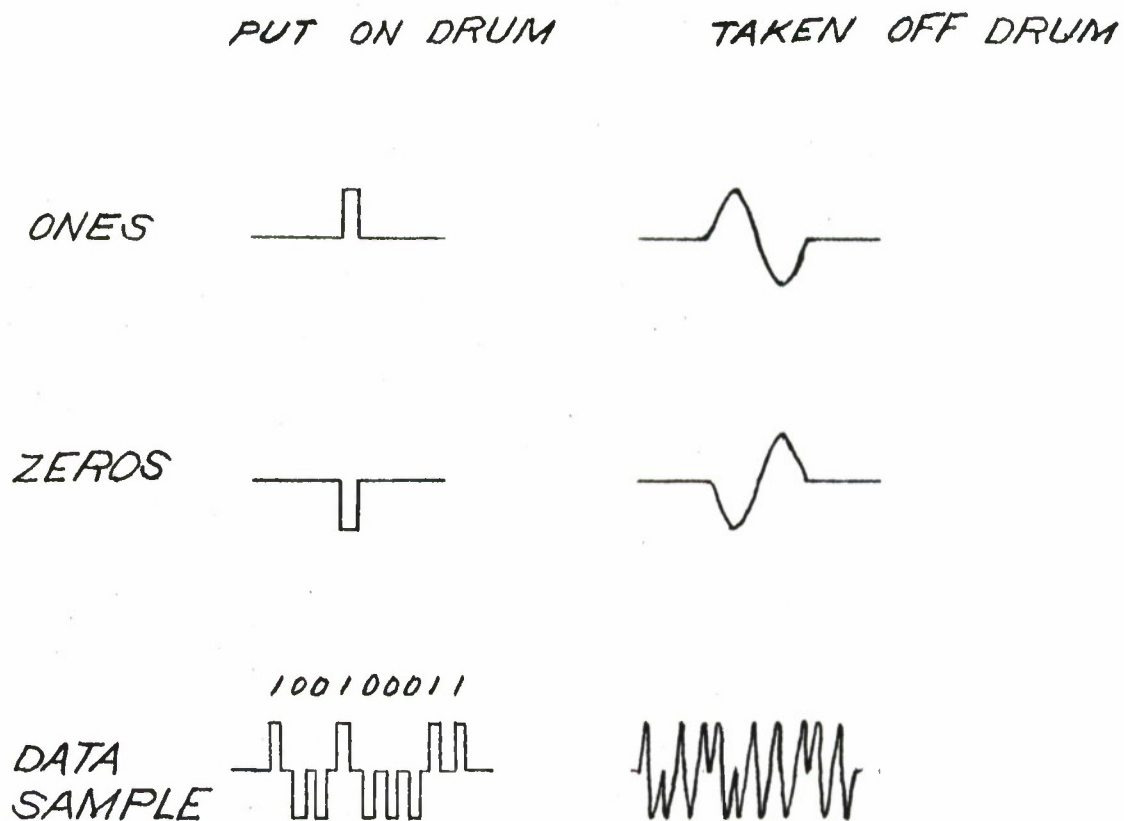 PUT ON DRUM
TAKEN OFF DRUM
ONES
ZEROS
100100011
DATA
SAMPLE